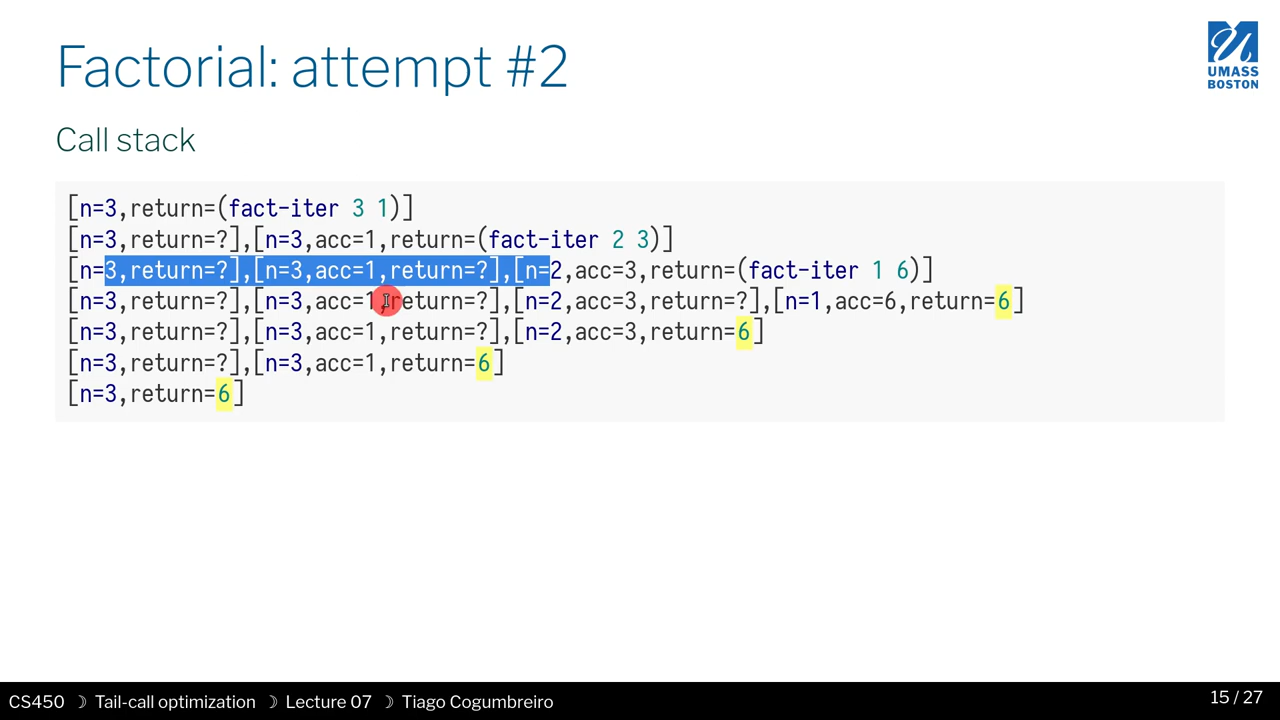 Factorial: attempt #2
UMASS
BOSTON
Call stack
[n=3,return=(fact-iter 3 1)]
[n=3,return=?],[n=3,acc=1,return=(fact-iter 2 3)]
[n=3,return=?],[n=3,acc=1,return=?],[n=2,acc=3,return=(fact-iter 1 6)]
[n=3,return=?],[n=3,acc=1,return=?],[n=2,acc=3,return=?],[n=1,acc=6,return=6]
[n=3,return=?],[n=3,acc=1,return=?],[n=2,acc=3,return=6]
[n=3,return=?],[n=3,acc=1,return=6]
[n=3,return=6]
CS450 ☽ Tail-call optimization ☽ Lecture 07 ☽ Tiago Cogumbreiro
15 / 27